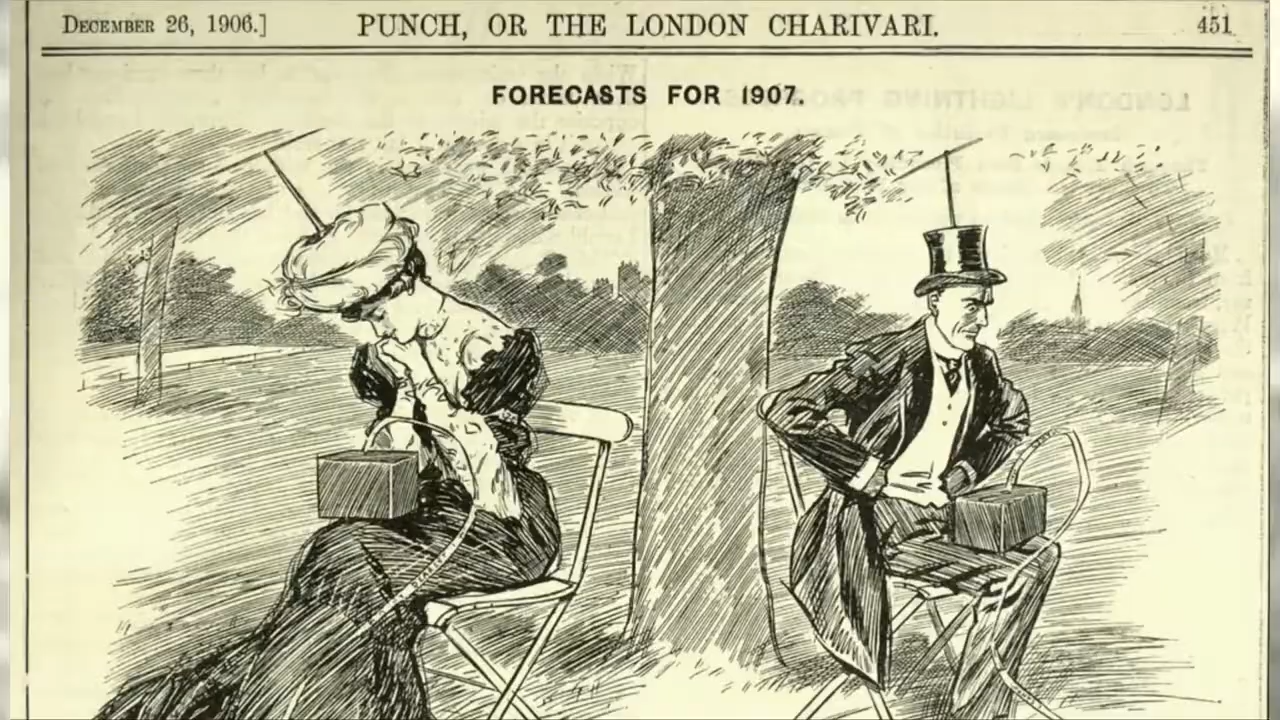 DECEMBER 26, 1906.] PUNCH, OR THE LONDON CHARIVARI. 451
FORECASTS FOR 1907.